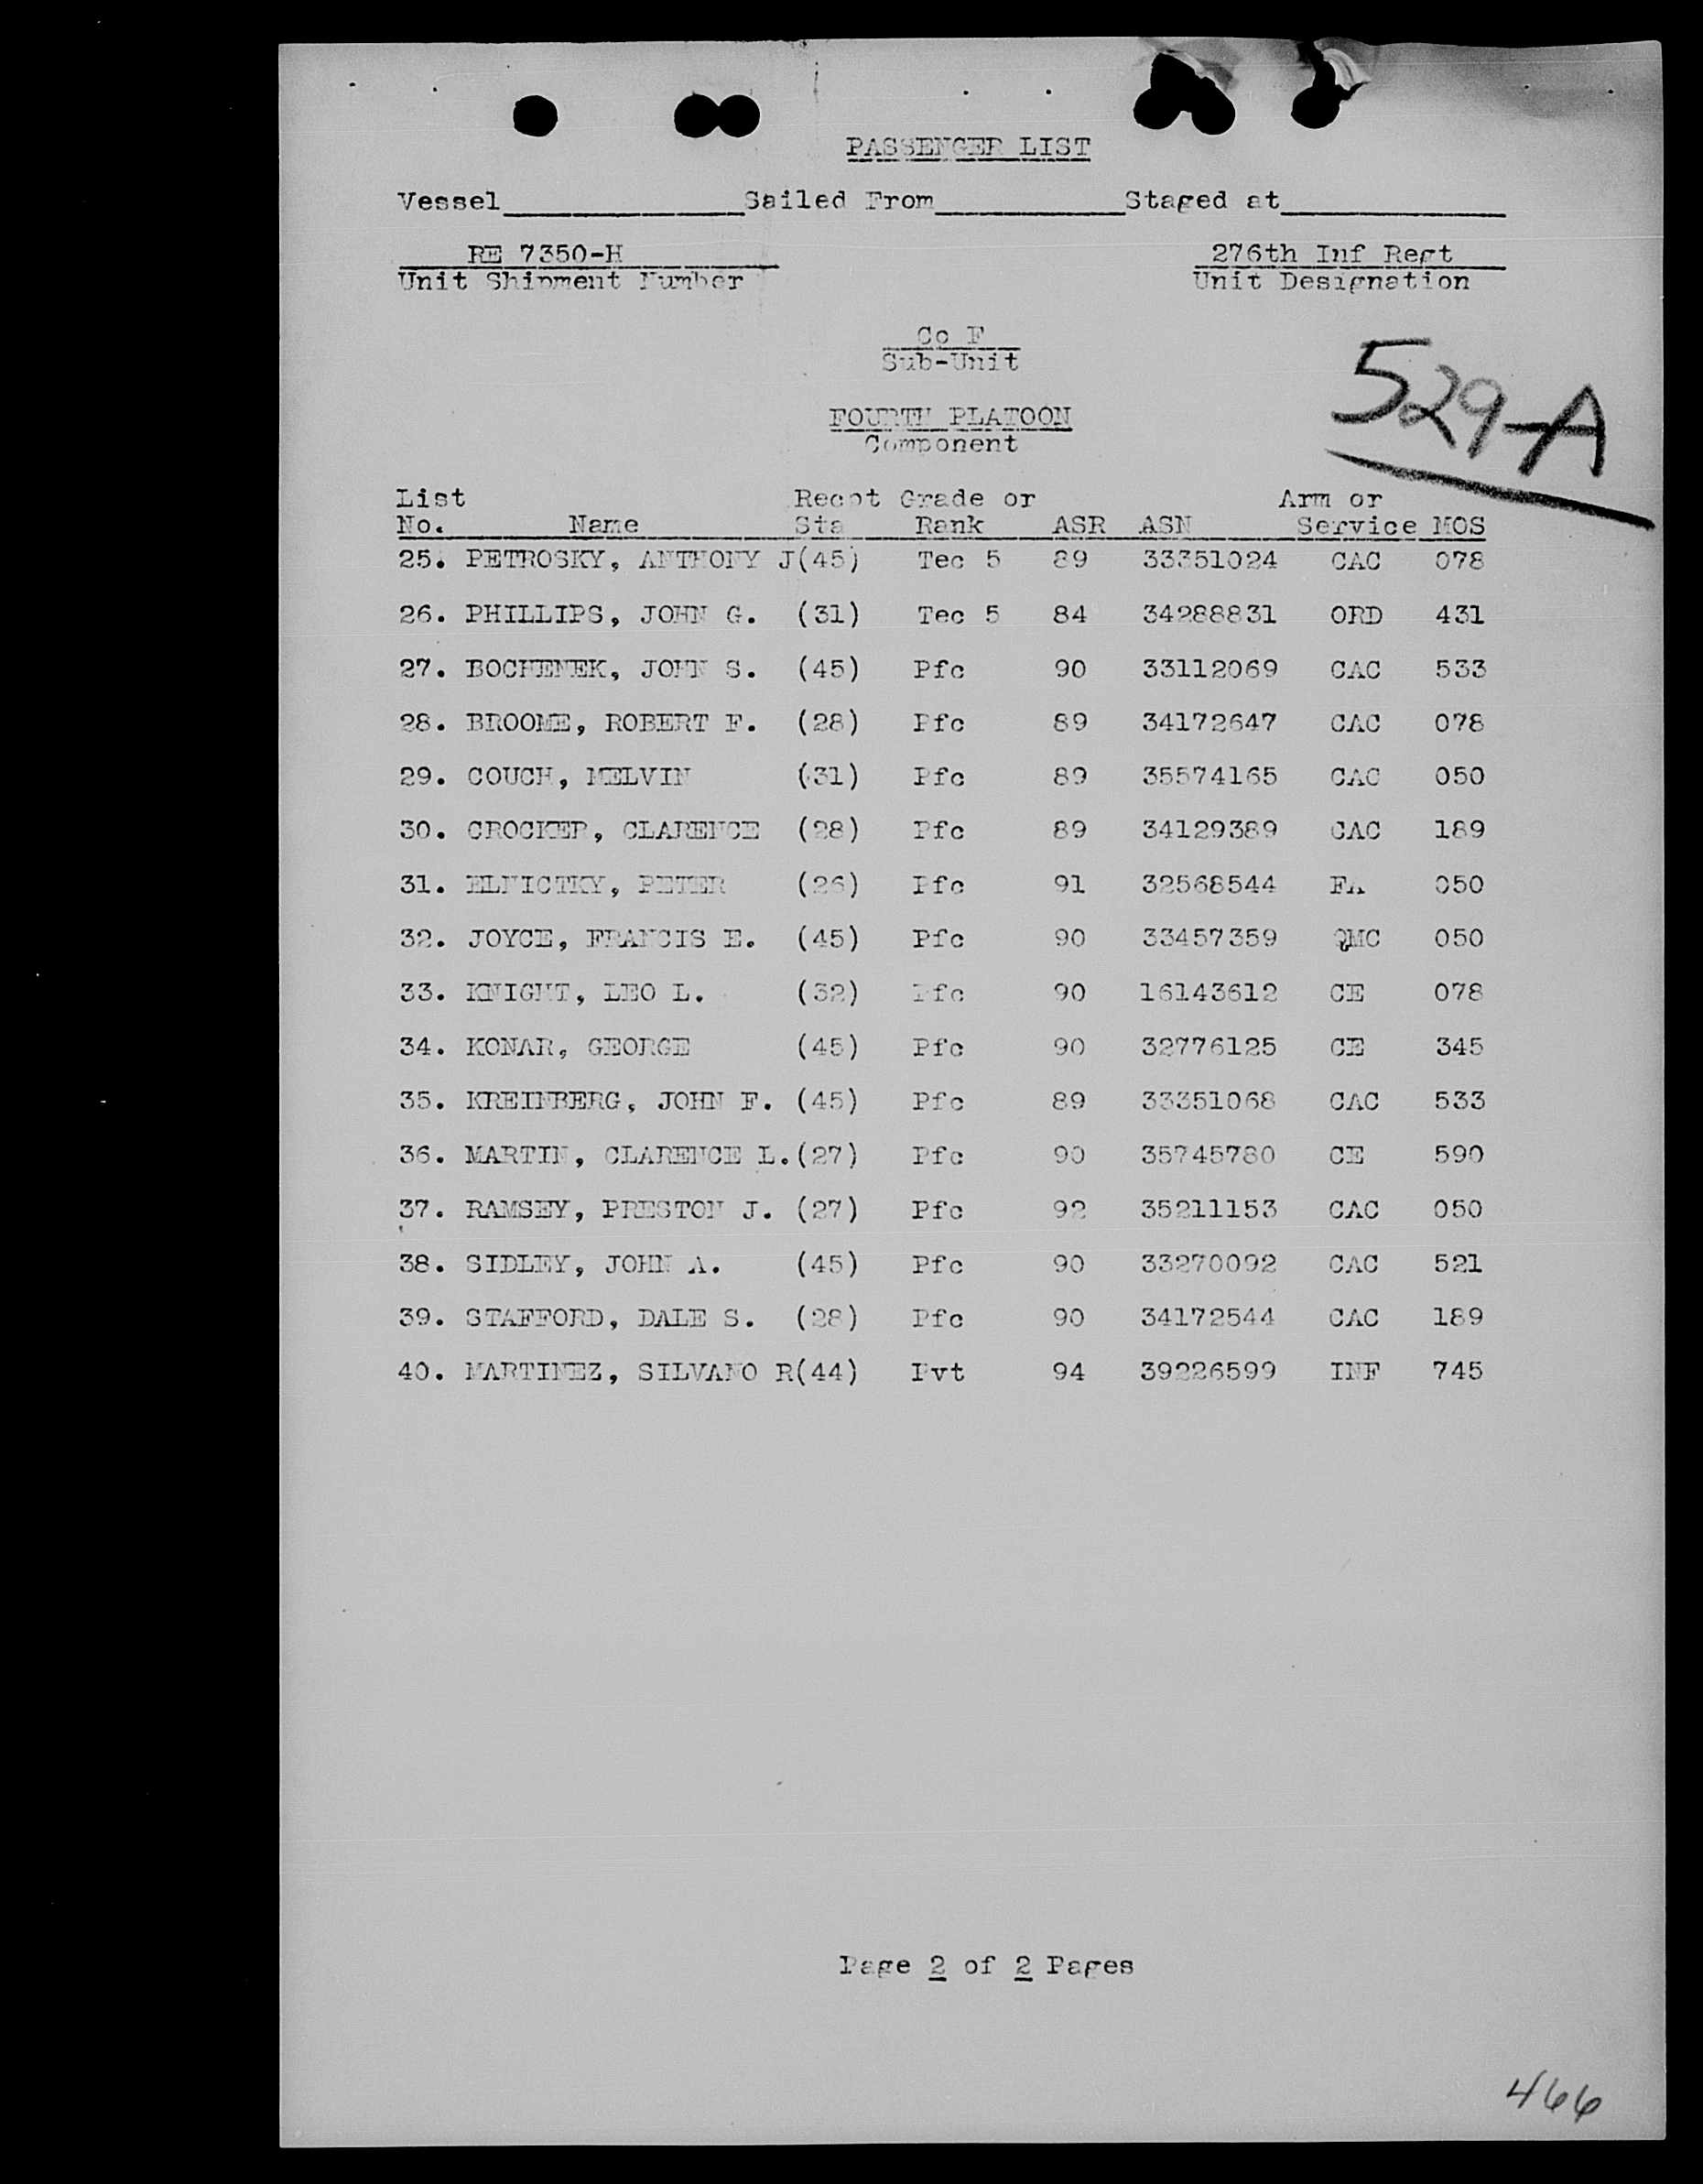 PASSENGER LIST
Vessel Sailed From Staged at
RE 7350-H 276th Inf Regt
Unit Shipment Number Unit Designation
Co F
Sub-Unit
529-A
FOURTH PLATOON
Component
List Recpt Grade or Arm or
No. Name Sta Rank ASR ASN Service MOS
25. PETROSKY, ANTHONY J(45) Tec 5 89 33351024 CAC 078
26. PHILLIPS, JOHN G. (31) Tec 5 84 34288831 ORD 431
27. BOCHENEK, JOHN S. (45) Pfc 90 33112069 CAC 533
28. BROOME, ROBERT F. (28) Pfc 89 34172647 CAC 078
29. COUCH, MELVIN (31) Pfc 89 35574165 CAC 050
30. CROCKER, CLARENCE (28) Pfc 89 34129389 CAC 189
31. PETER (26) Pfc 91 32568544 FA 050
32. JOYCE, FRANCIS E. (45) Pfc 90 33457359 QMC 050
33. KNIGHT, LEO L. (32) Pfc 90 16143612 CE 078
34. KONAR, GEORGE (45) Pfc 90 32776125 CE 345
35. KREINBERG, JOHN F. (45) Pfc 89 33351068 CAC 533
36. MARTIN, CLARENCE L.(27) Pfc 90 35745780 CE 590
37. RAMSEY, PRESTON J. (27) Pfc 92 35211153 CAC 050
38. SIDLEY, JOHN A. (45) Pfc 90 33270092 CAC 521
39. STAFFORD, DALE S. (28) Pfc 90 34172544 CAC 189
40. MARTINEZ, SILVANO R(44) Pvt 94 39226599 INF 745
Page 2 of 2 Pages
466